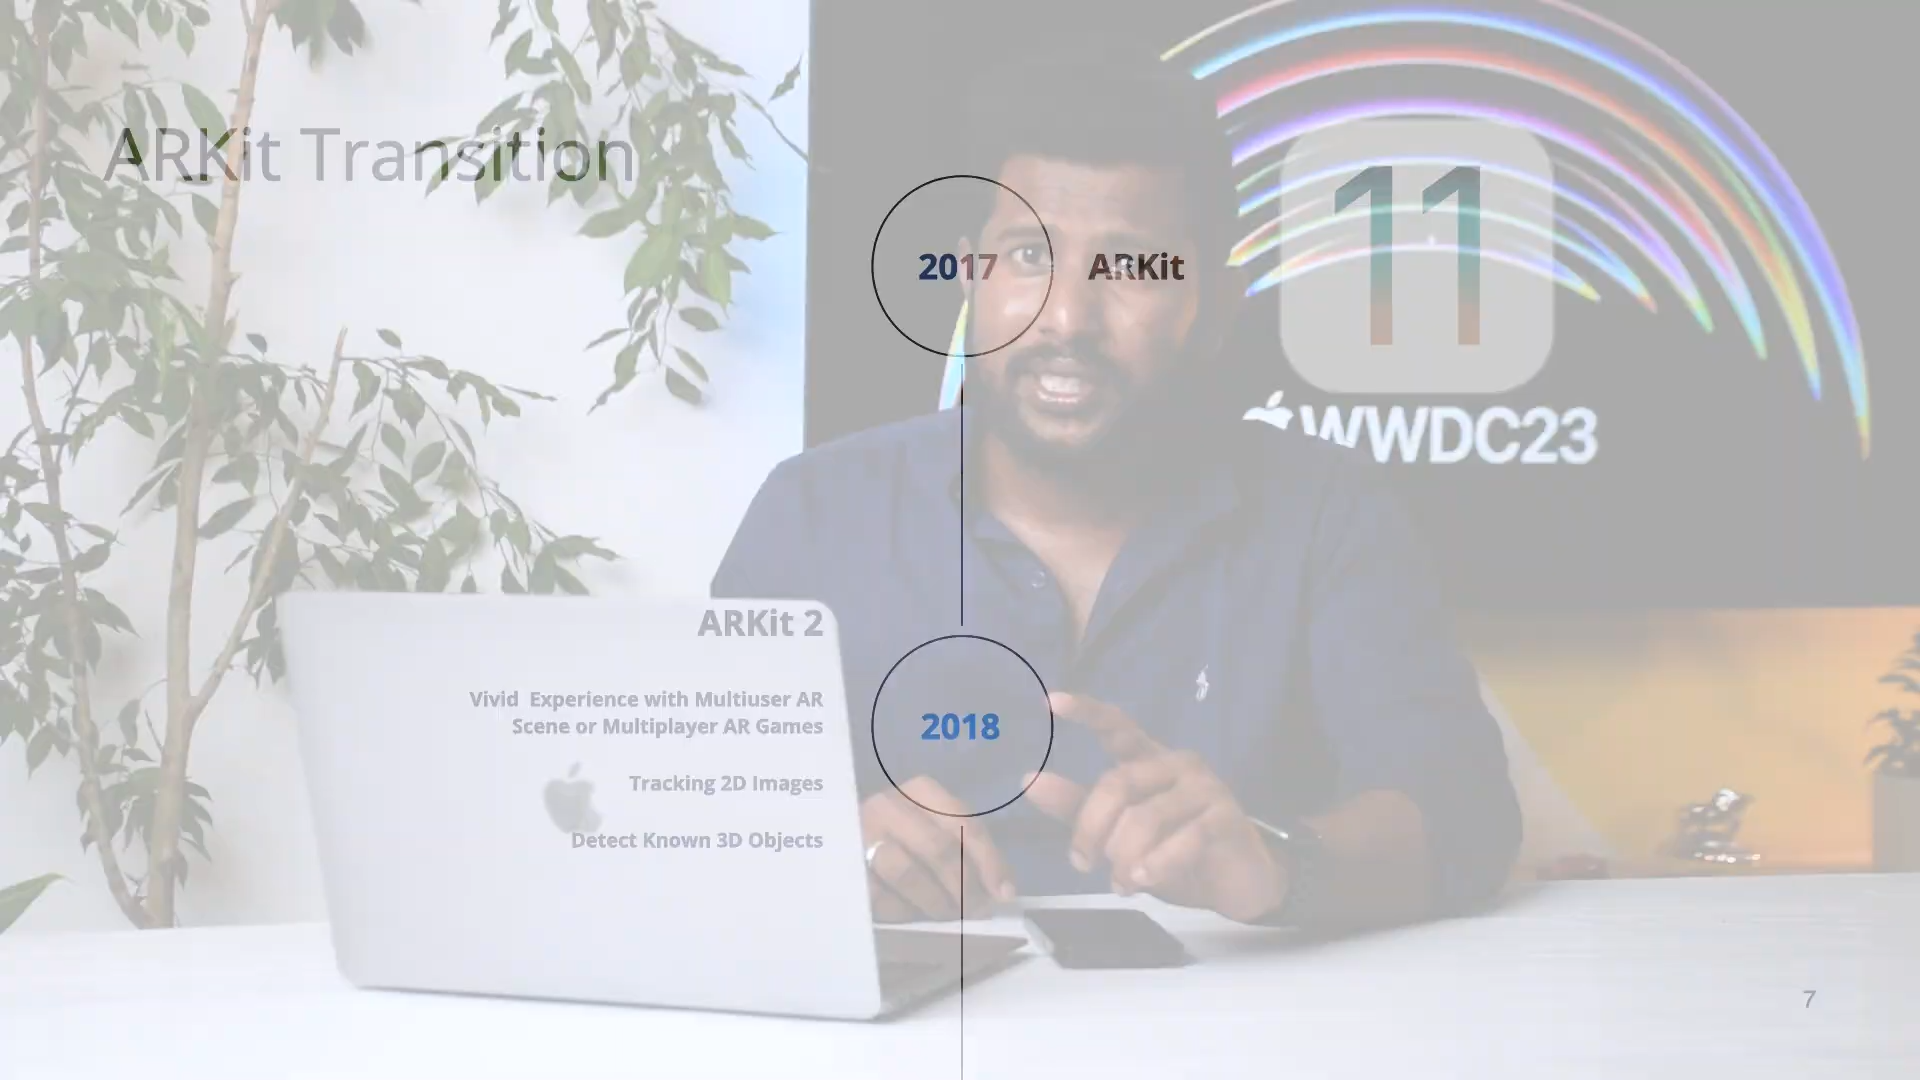 ARKit Transition
11
2017
ARKit
WWDC23
ARKit 2
Vivid Experience with Multiuser AR
Scene or Multiplayer AR Games
2018
Tracking 2D Images
Detect Known 3D Objects
7